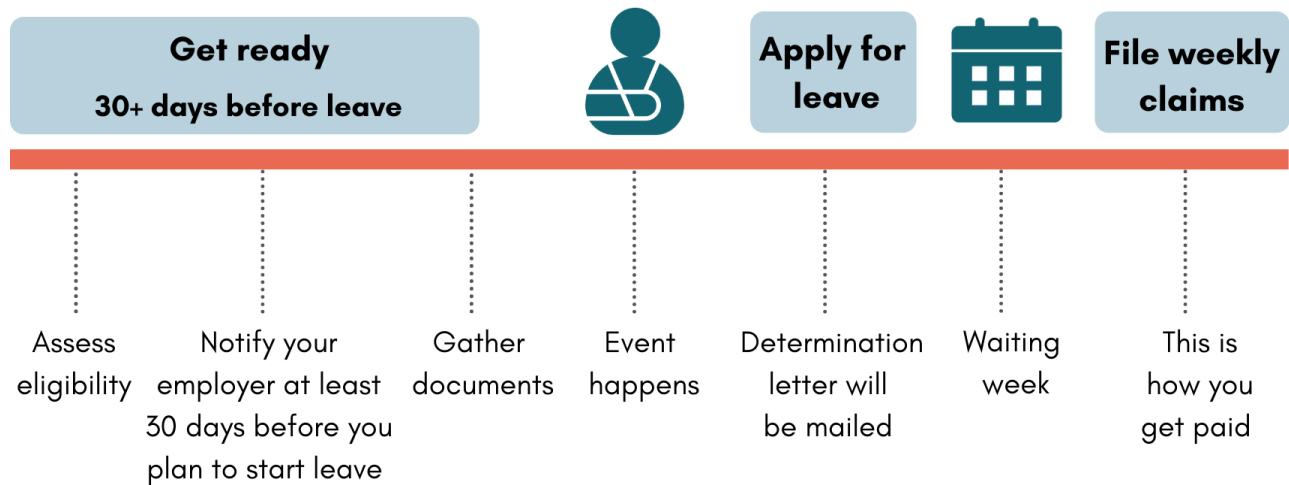 Get ready
30+ days before leave
Apply for
leave
File weekly
claims
Assess
eligibility
Notify your
employer at least
30 days before you
plan to start leave
Gather
documents
Event
happens
Determination
letter will
be mailed
Waiting
week
This is
how you
get paid